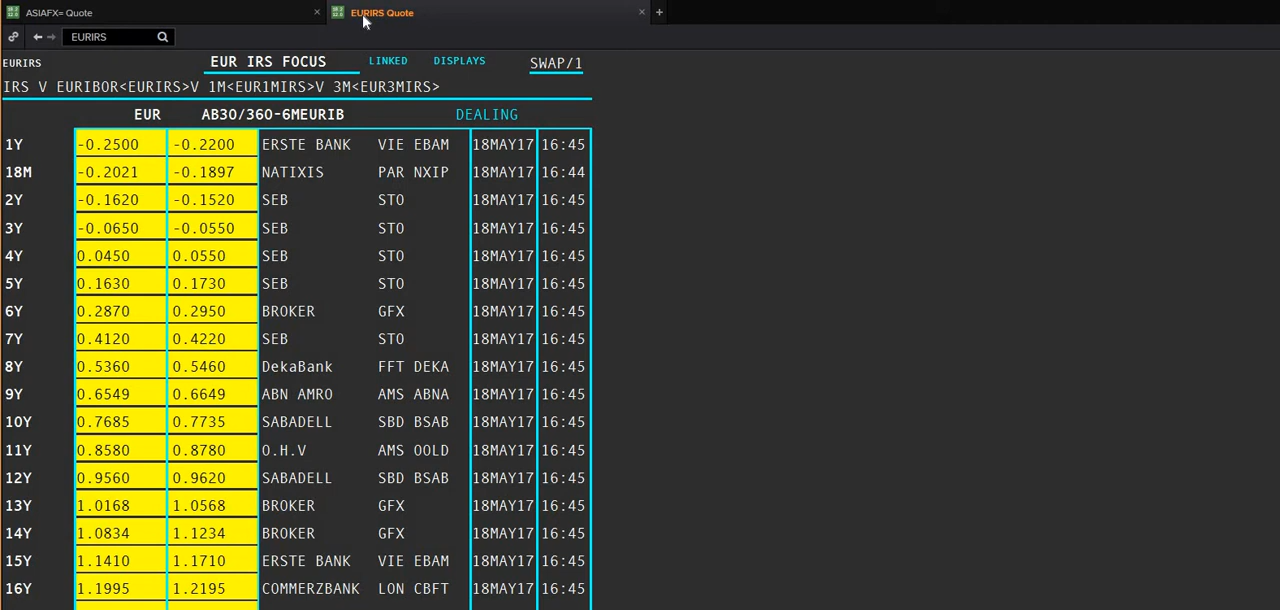 ASIAFX= Quote × EURIRS Quote × +
EURIRS
EURIRS EUR IRS FOCUS LINKED DISPLAYS SWAP/1
IRS V EURIBOR<EURIRS>V 1M<EUR1MIRS>V 3M<EUR3MIRS>
EUR AB30/360-6MEURIB DEALING
1Y -0.2500 -0.2200 ERSTE BANK VIE EBAM 18MAY17 16:45
18M -0.2021 -0.1897 NATIXIS PAR NXIP 18MAY17 16:44
2Y -0.1620 -0.1520 SEB STO 18MAY17 16:45
3Y -0.0650 -0.0550 SEB STO 18MAY17 16:45
4Y 0.0450 0.0550 SEB STO 18MAY17 16:45
5Y 0.1630 0.1730 SEB STO 18MAY17 16:45
6Y 0.2870 0.2950 BROKER GFX 18MAY17 16:45
7Y 0.4120 0.4220 SEB STO 18MAY17 16:45
8Y 0.5360 0.5460 DekaBank FFT DEKA 18MAY17 16:45
9Y 0.6549 0.6649 ABN AMRO AMS ABNA 18MAY17 16:45
10Y 0.7685 0.7735 SABADELL SBD BSAB 18MAY17 16:45
11Y 0.8580 0.8780 O.H.V AMS OOLD 18MAY17 16:45
12Y 0.9560 0.9620 SABADELL SBD BSAB 18MAY17 16:45
13Y 1.0168 1.0568 BROKER GFX 18MAY17 16:45
14Y 1.0834 1.1234 BROKER GFX 18MAY17 16:45
15Y 1.1410 1.1710 ERSTE BANK VIE EBAM 18MAY17 16:45
16Y 1.1995 1.2195 COMMERZBANK LON CBFT 18MAY17 16:45